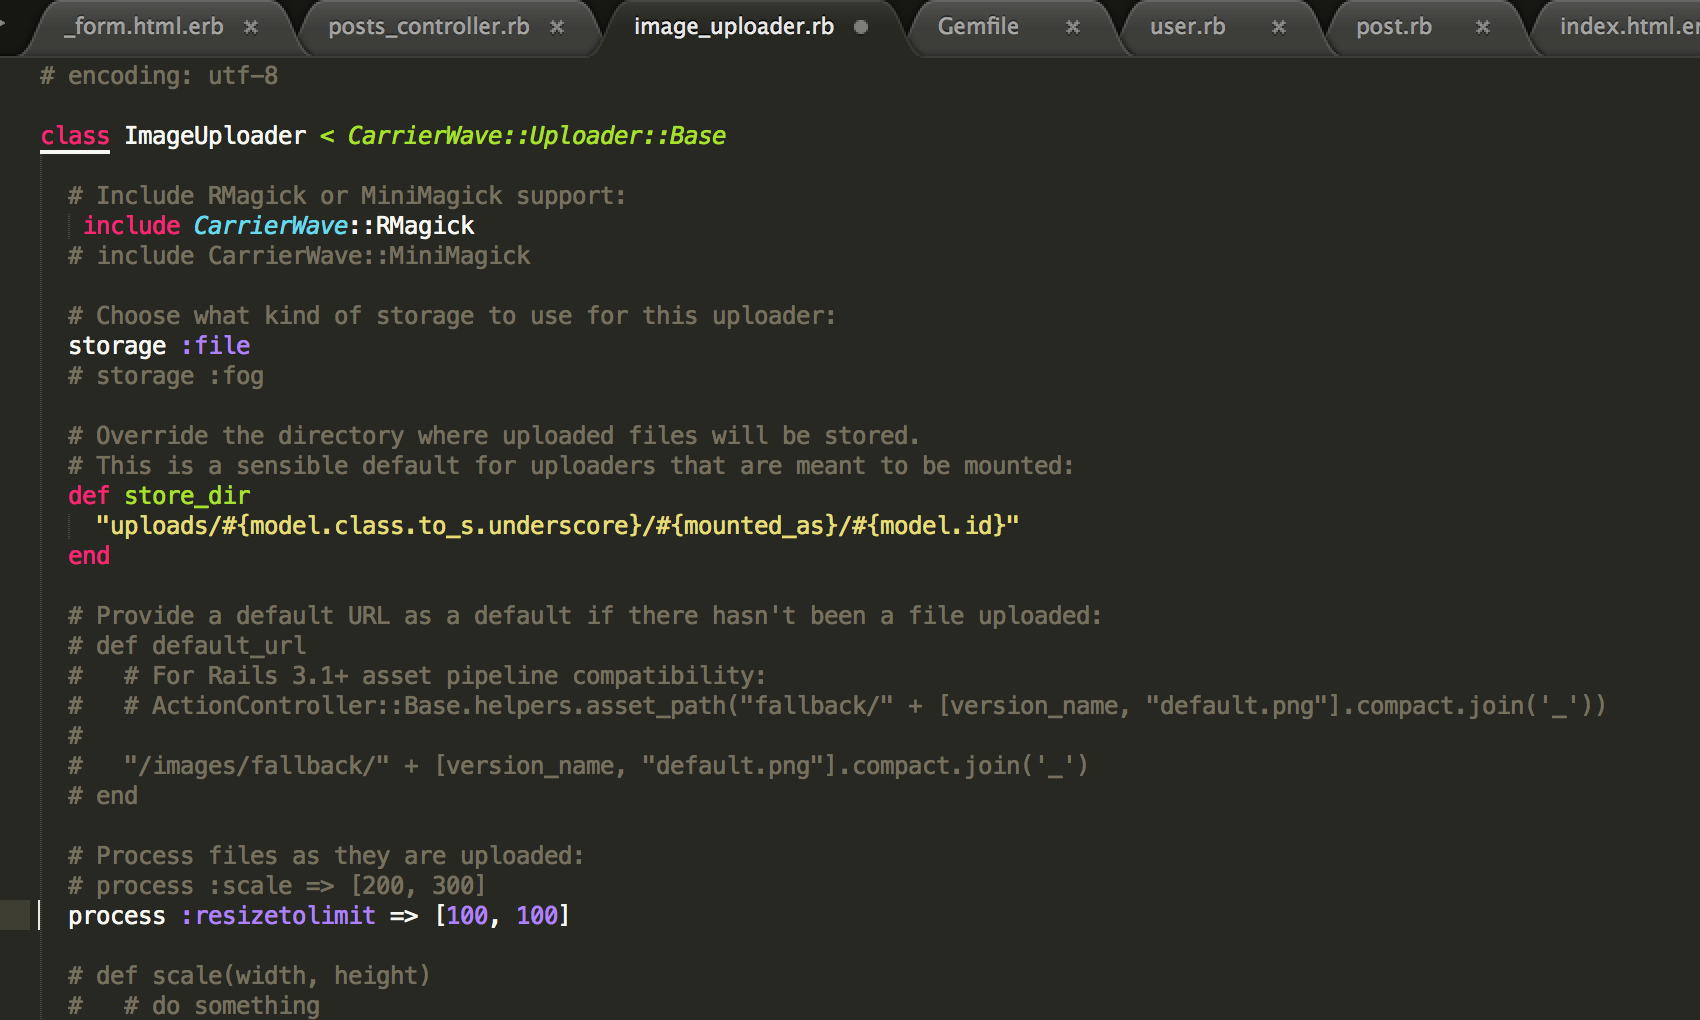 _form.html.erb × posts_controller.rb × image_uploader.rb Gemfile × user.rb × post.rb × index.html.er
# encoding: utf-8
class ImageUploader < CarrierWave::Uploader::Base
# Include RMagick or MiniMagick support:
include CarrierWave::RMagick
# include CarrierWave::MiniMagick
# Choose what kind of storage to use for this uploader:
storage :file
# storage :fog
# Override the directory where uploaded files will be stored.
# This is a sensible default for uploaders that are meant to be mounted:
def store_dir
"uploads/#{model.class.to_s.underscore}/#{mounted_as}/#{model.id}"
end
# Provide a default URL as a default if there hasn't been a file uploaded:
# def default_url
#   # For Rails 3.1+ asset pipeline compatibility:
#   # ActionController::Base.helpers.asset_path("fallback/" + [version_name, "default.png"].compact.join('_'))
#
#   "/images/fallback/" + [version_name, "default.png"].compact.join('_')
# end
# Process files as they are uploaded:
# process :scale => [200, 300]
process :resizetolimit => [100, 100]
# def scale(width, height)
#   # do something